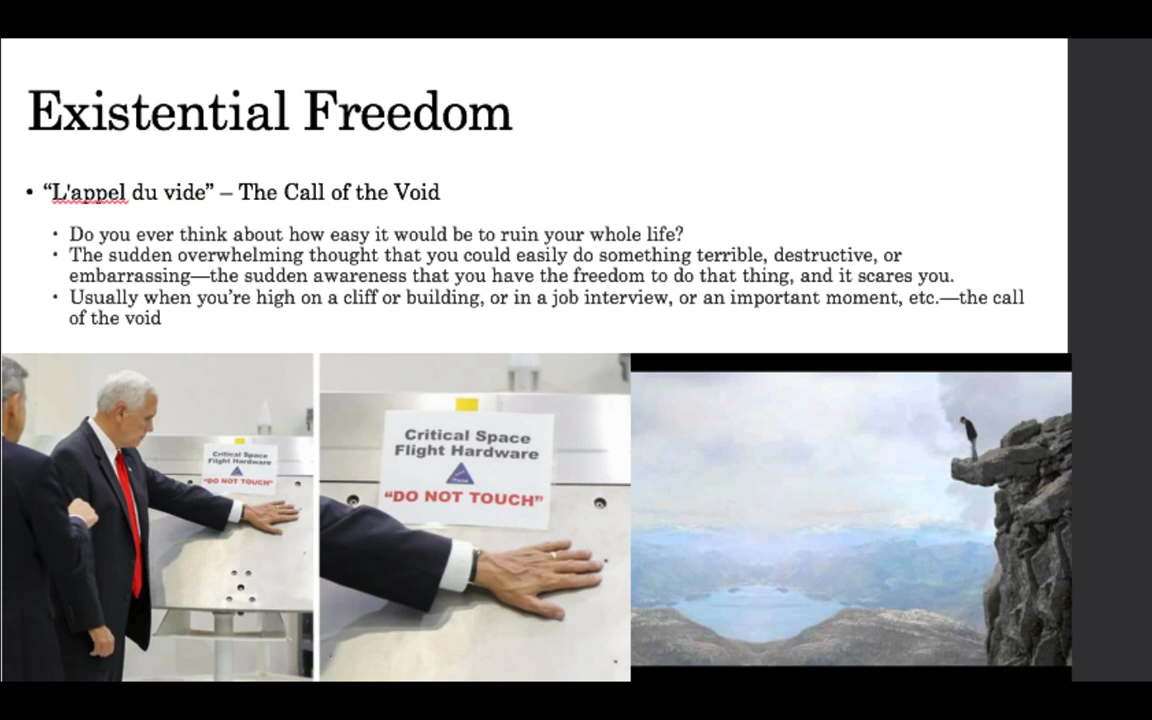 Existential Freedom
• “L'appel du vide” – The Call of the Void
• Do you ever think about how easy it would be to ruin your whole life?
• The sudden overwhelming thought that you could easily do something terrible, destructive, or
embarrassing—the sudden awareness that you have the freedom to do that thing, and it scares you.
• Usually when you’re high on a cliff or building, or in a job interview, or an important moment, etc.—the call
of the void
Critical Space
Flight Hardware
“DO NOT TOUCH”
Critical Space
Flight Hardware
“DO NOT TOUCH”